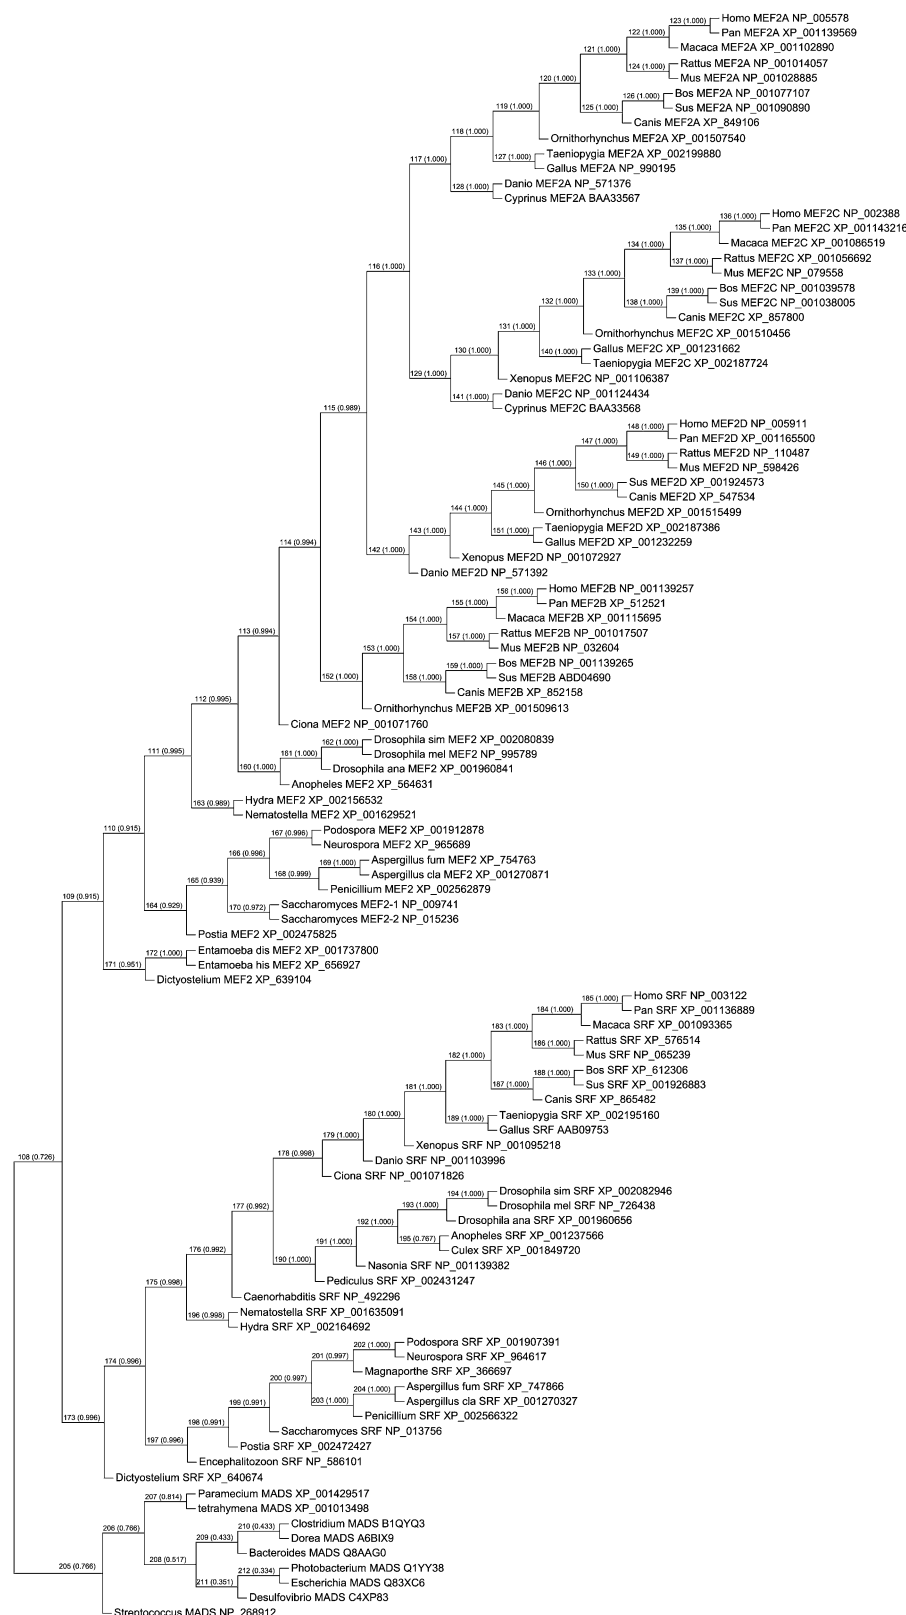 123 (1.000) Homo MEF2A NP_005578
122 (1.000) Pan MEF2A XP_001139569
121 (1.000) Macaca MEF2A XP_001102890
124 (1.000) Rattus MEF2A NP_001014057
120 (1.000) Mus MEF2A NP_001028885
126 (1.000) Bos MEF2A NP_001077107
119 (1.000) 125 (1.000) Sus MEF2A NP_001090890
Canis MEF2A XP_849106
118 (1.000) Ornithorhynchus MEF2A XP_001507540
127 (1.000) Taeniopygia MEF2A XP_002199880
117 (1.000) Gallus MEF2A NP_990195
128 (1.000) Danio MEF2A NP_571376
Cyprinus MEF2A BAA33567
136 (1.000) Homo MEF2C NP_002388
135 (1.000) Pan MEF2C XP_001143216
134 (1.000) Macaca MEF2C XP_001086519
137 (1.000) Rattus MEF2C XP_001056692
116 (1.000) 133 (1.000) Mus MEF2C NP_079558
139 (1.000) Bos MEF2C NP_001039578
132 (1.000) 138 (1.000) Sus MEF2C NP_001038005
Canis MEF2C XP_857800
131 (1.000) Ornithorhynchus MEF2C XP_001510456
140 (1.000) Gallus MEF2C XP_001231662
130 (1.000) Taeniopygia MEF2C XP_002187724
129 (1.000) Xenopus MEF2C NP_001106387
141 (1.000) Danio MEF2C NP_001124434
115 (0.989) Cyprinus MEF2C BAA33568
148 (1.000) Homo MEF2D NP_005911
147 (1.000) Pan MEF2D XP_001165500
149 (1.000) Rattus MEF2D NP_110487
146 (1.000) Mus MEF2D NP_598426
150 (1.000) Sus MEF2D XP_001924573
145 (1.000) Canis MEF2D XP_547534
144 (1.000) Ornithorhynchus MEF2D XP_001515499
151 (1.000) Taeniopygia MEF2D XP_002187386
143 (1.000) Gallus MEF2D XP_001232259
114 (0.994) 142 (1.000) Xenopus MEF2D NP_001072927
Danio MEF2D NP_571392
156 (1.000) Homo MEF2B NP_001139257
155 (1.000) Pan MEF2B XP_512521
154 (1.000) Macaca MEF2B XP_001115695
113 (0.994) 157 (1.000) Rattus MEF2B NP_001017507
153 (1.000) Mus MEF2B NP_032604
159 (1.000) Bos MEF2B NP_001139265
152 (1.000) 158 (1.000) Sus MEF2B ABD04690
Canis MEF2B XP_852158
112 (0.995) Ornithorhynchus MEF2B XP_001509613
Ciona MEF2 NP_001071760
162 (1.000) Drosophila sim MEF2 XP_002080839
111 (0.995) 161 (1.000) Drosophila mel MEF2 NP_995789
160 (1.000) Drosophila ana MEF2 XP_001960841
Anopheles MEF2 XP_564631
163 (0.989) Hydra MEF2 XP_002156532
Nematostella MEF2 XP_001629521
110 (0.915) 167 (0.996) Podospora MEF2 XP_001912878
Neurospora MEF2 XP_965689
166 (0.996) 169 (1.000) Aspergillus fum MEF2 XP_754763
168 (0.999) Aspergillus cla MEF2 XP_001270871
165 (0.939) Penicillium MEF2 XP_002562879
109 (0.915) 164 (0.929) 170 (0.972) Saccharomyces MEF2-1 NP_009741
Saccharomyces MEF2-2 NP_015236
Postia MEF2 XP_002475825
172 (1.000) Entamoeba dis MEF2 XP_001737800
171 (0.951) Entamoeba his MEF2 XP_656927
Dictyostelium MEF2 XP_639104
185 (1.000) Homo SRF NP_003122
184 (1.000) Pan SRF XP_001136889
183 (1.000) Macaca SRF XP_001093365
186 (1.000) Rattus SRF XP_576514
182 (1.000) Mus SRF NP_065239
188 (1.000) Bos SRF XP_612306
181 (1.000) 187 (1.000) Sus SRF XP_001926883
Canis SRF XP_865482
180 (1.000) 189 (1.000) Taeniopygia SRF XP_002195160
Gallus SRF AAB09753
179 (1.000) Xenopus SRF NP_001095218
108 (0.726) 178 (0.998) Danio SRF NP_001103996
Ciona SRF NP_001071826
194 (1.000) Drosophila sim SRF XP_002082946
177 (0.992) 193 (1.000) Drosophila mel SRF NP_726438
192 (1.000) Drosophila ana SRF XP_001960656
195 (0.767) Anopheles SRF XP_001237566
176 (0.992) 191 (1.000) Culex SRF XP_001849720
190 (1.000) Nasonia SRF NP_001139382
175 (0.998) Pediculus SRF XP_002431247
Caenorhabditis SRF NP_492296
196 (0.998) Nematostella SRF XP_001635091
Hydra SRF XP_002164692
202 (1.000) Podospora SRF XP_001907391
201 (0.997) Neurospora SRF XP_964617
174 (0.996) Magnaporthe SRF XP_366697
200 (0.997) 204 (1.000) Aspergillus fum SRF XP_747866
199 (0.991) 203 (1.000) Aspergillus cla SRF XP_001270327
173 (0.996) 198 (0.991) Penicillium SRF XP_002566322
Saccharomyces SRF NP_013756
197 (0.996) Postia SRF XP_002472427
Encephalitozoon SRF NP_586101
Dictyostelium SRF XP_640674
207 (0.814) Paramecium MADS XP_001429517
tetrahymena MADS XP_001013498
206 (0.766) 210 (0.433) Clostridium MADS B1QYQ3
209 (0.433) Dorea MADS A6BIX9
Bacteroides MADS Q8AAG0
205 (0.766) 208 (0.517) 212 (0.334) Photobacterium MADS Q1YY38
211 (0.351) Escherichia MADS Q83XC6
Desulfovibrio MADS C4XP83
Streptococcus MADS NP_268912